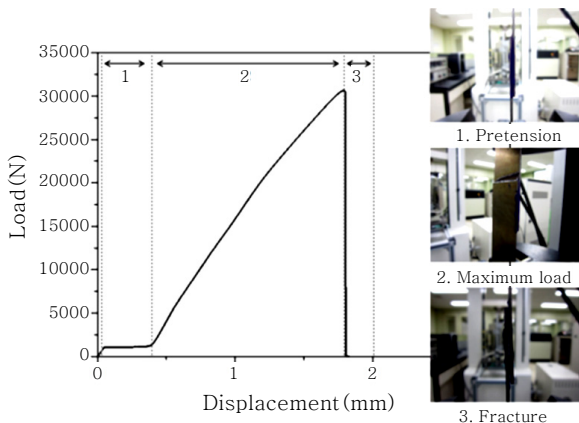 35000
30000
25000
20000
15000
10000
5000
0
Load(N)
1
2
3
0
1
2
Displacement(mm)
1. Pretension
2. Maximum load
3. Fracture